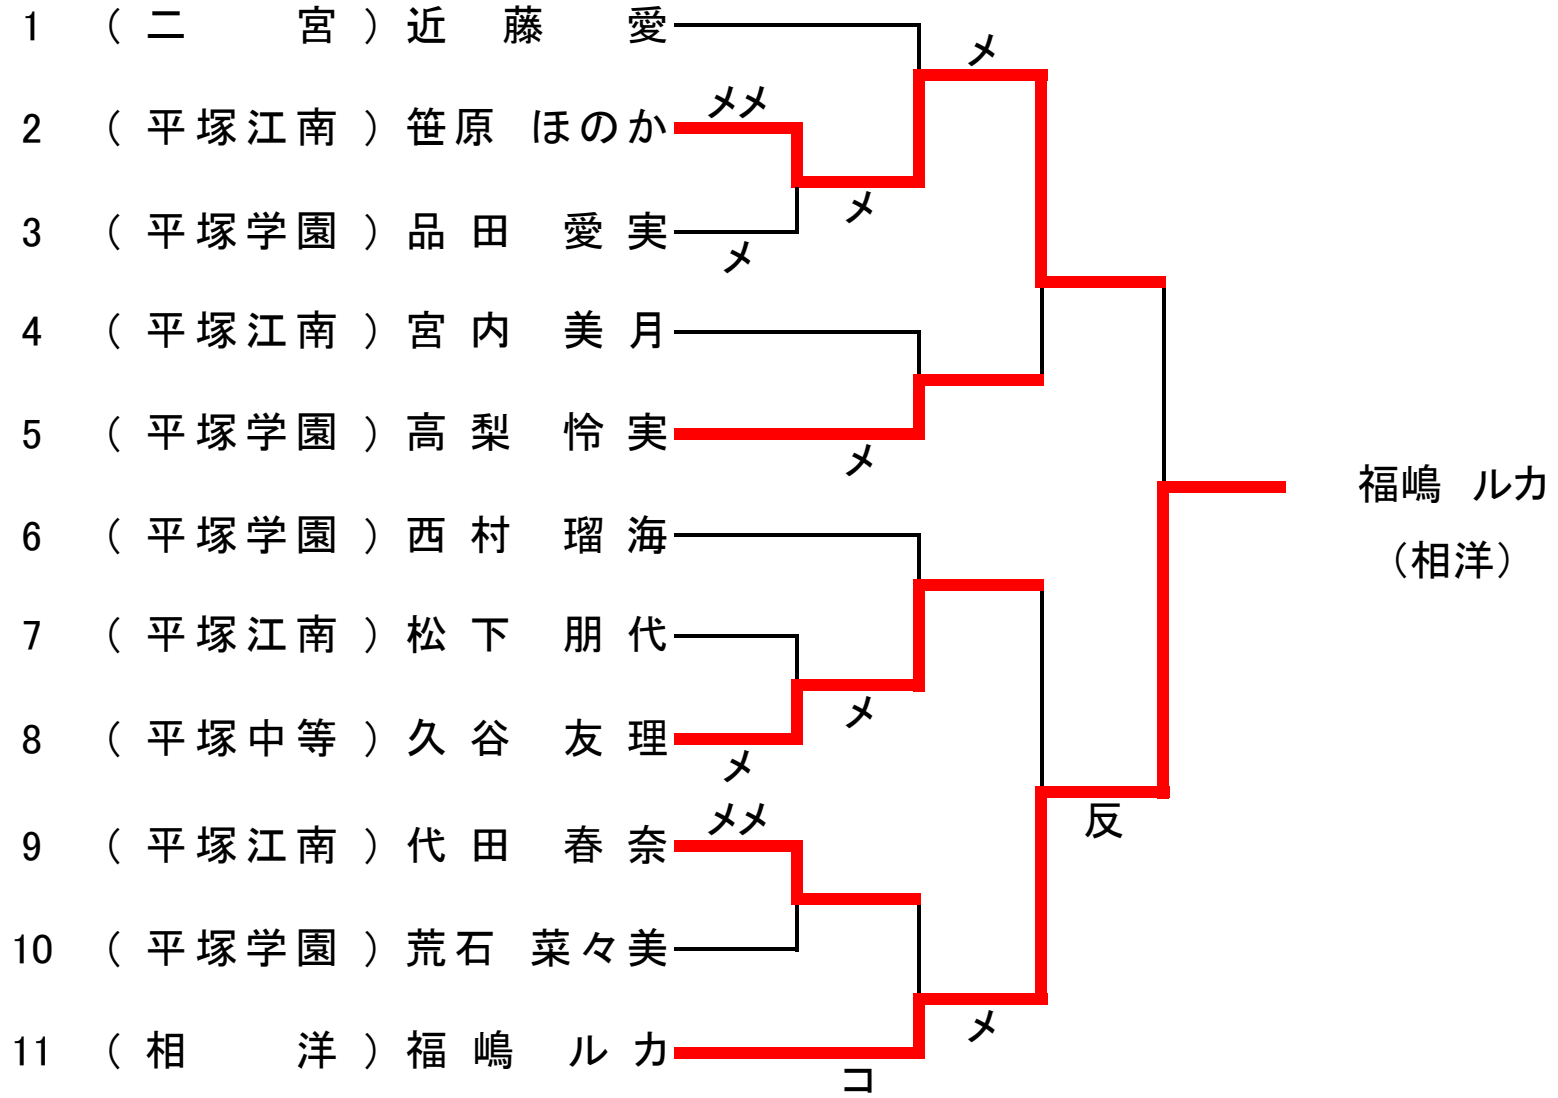 1 (二宮) 近藤 愛
メ
メメ
2 (平塚江南) 笹原 ほのか
メ
3 (平塚学園) 品田 愛実
メ
4 (平塚江南) 宮内 美月
5 (平塚学園) 高梨 怜実
メ
福嶋 ルカ
(相洋)
6 (平塚学園) 西村 瑠海
7 (平塚江南) 松下 朋代
メ
8 (平塚中等) 久谷 友理
メ
メメ
反
9 (平塚江南) 代田 春奈
10 (平塚学園) 荒石 菜々美
メ
11 (相洋) 福嶋 ルカ
コ